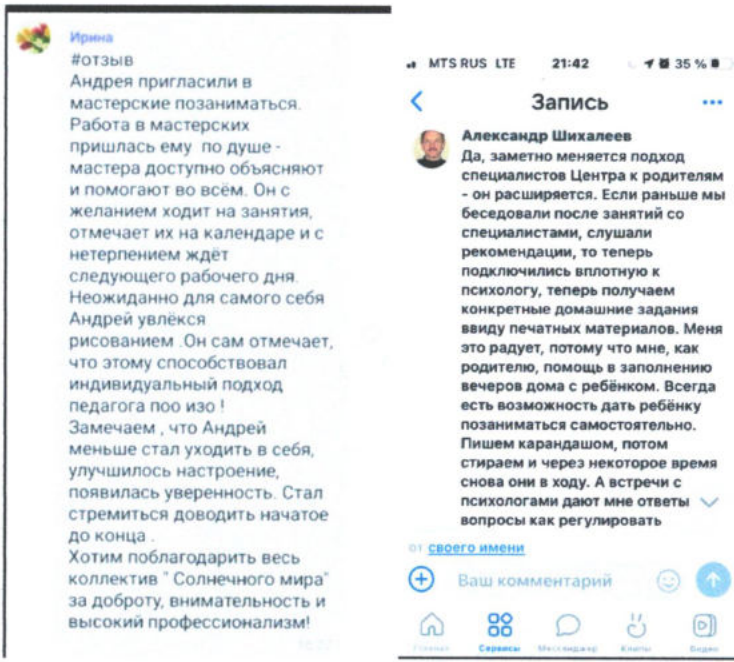 Ирина
#отзыв
Андрея пригласили в
мастерские позаниматься.
Работа в мастерских
пришлась ему по душе -
мастера доступно объясняют
и помогают во всём. Он с
желанием ходит на занятия,
отмечает их на календаре и с
нетерпением ждёт
следующего рабочего дня.
Неожиданно для самого себя
Андрей увлёкся
рисованием .Он сам отмечает,
что этому способствовал
индивидуальный подход
педагога поо изо !
Замечаем , что Андрей
меньше стал уходить в себя,
улучшилось настроение,
появилась уверенность. Стал
стремиться доводить начатое
до конца .
Хотим поблагодарить весь
коллектив " Солнечного мира"
за доброту, внимательность и
высокий профессионализм!
MTS RUS LTE 21:42 35 %
Запись
Александр Шихалеев
Да, заметно меняется подход
специалистов Центра к родителям
- он расширяется. Если раньше мы
беседовали после занятий со
специалистами, слушали
рекомендации, то теперь
подключились вплотную к
психологу, теперь получаем
конкретные домашние задания
ввиду печатных материалов. Меня
это радует, потому что мне, как
родителю, помощь в заполнению
вечеров дома с ребёнком. Всегда
есть возможность дать ребёнку
позаниматься самостоятельно.
Пишем карандашом, потом
стираем и через некоторое время
снова они в ходу. А встречи с
психологами дают мне ответы
вопросы как регулировать
от своего имени
Ваш комментарий
Главная Сервисы Мессенджер Клипы Видео